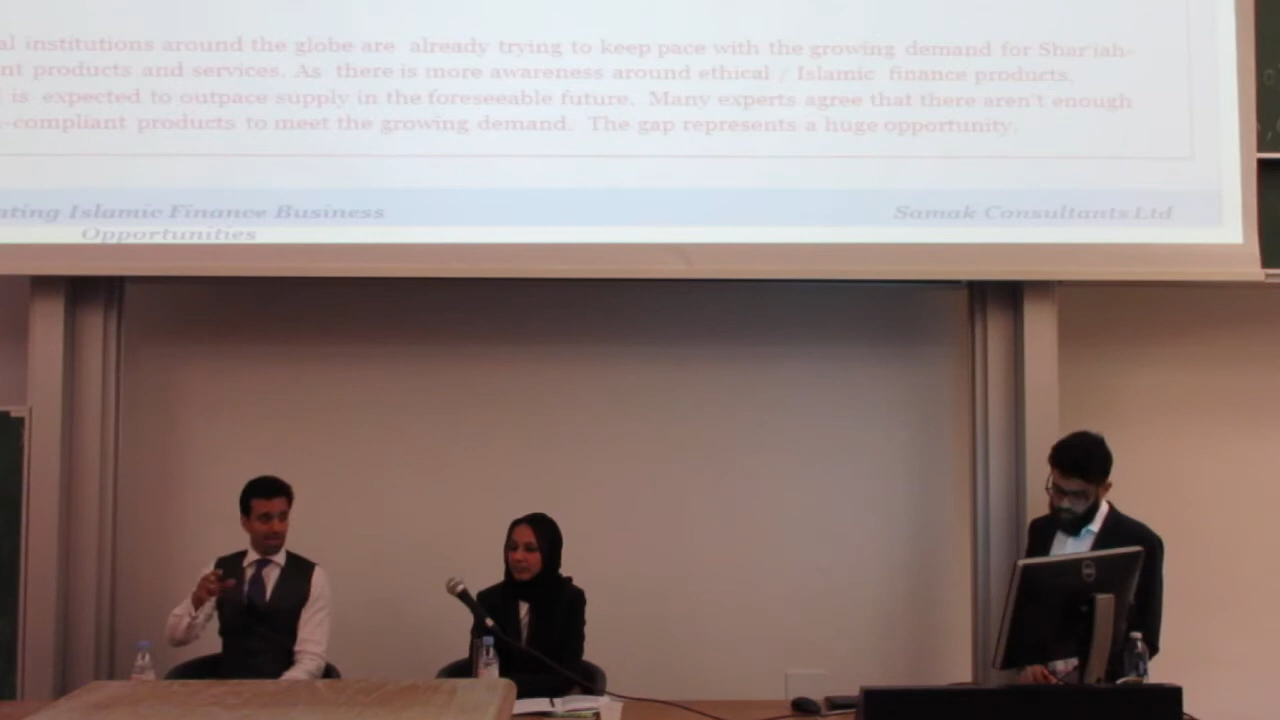 al institutions around the globe are already trying to keep pace with the growing demand for Shar'iah-
nt products and services. As there is more awareness around ethical / Islamic finance products,
is expected to outpace supply in the foreseeable future. Many experts agree that there aren't enough
-compliant products to meet the growing demand. The gap represents a huge opportunity.
ating Islamic Finance Business
Opportunities
Samak Consultants Ltd